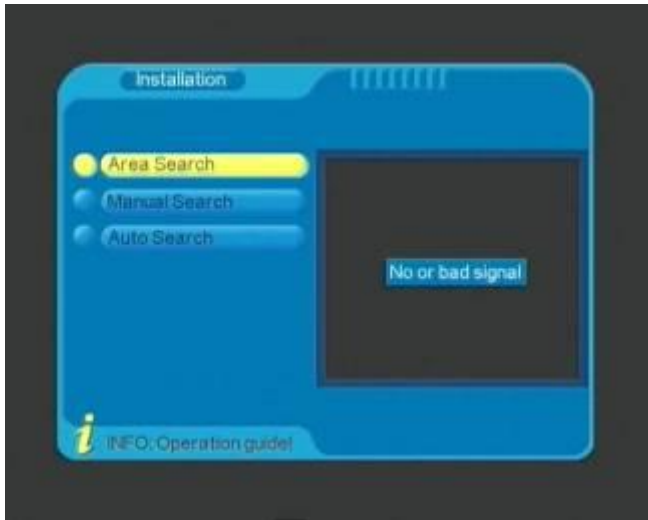 Installation
Area Search
Manual Search
Auto Search
No or bad signal
i INFO: Operation guide!